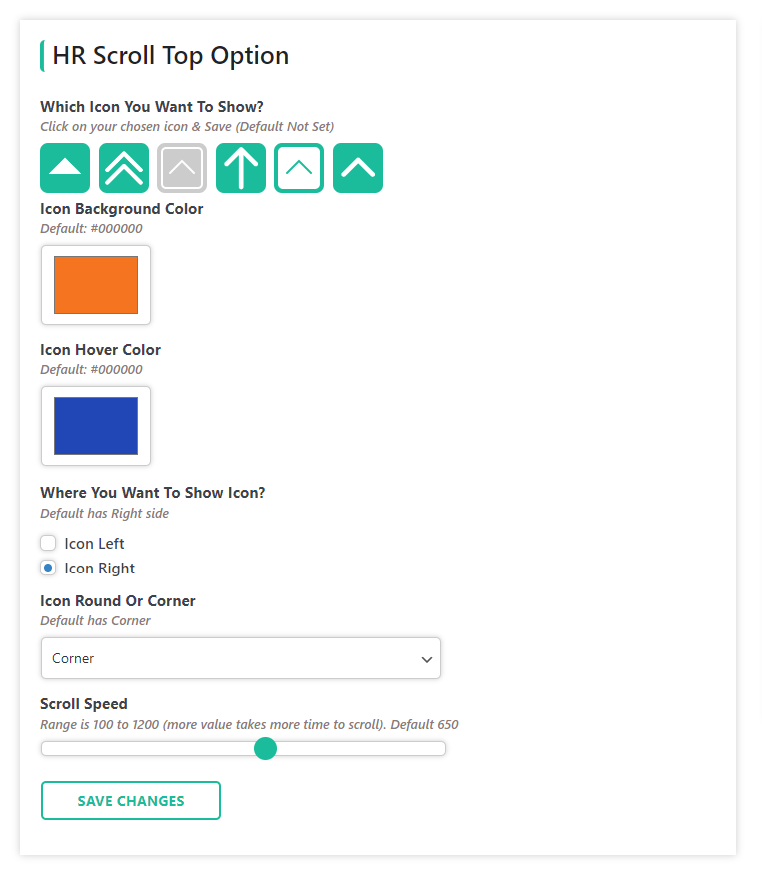 HR Scroll Top Option
Which Icon You Want To Show?
Click on your chosen icon & Save (Default Not Set)
Icon Background Color
Default: #000000
Icon Hover Color
Default: #000000
Where You Want To Show Icon?
Default has Right side
Icon Left
Icon Right
Icon Round Or Corner
Default has Corner
Corner
Scroll Speed
Range is 100 to 1200 (more value takes more time to scroll). Default 650
SAVE CHANGES